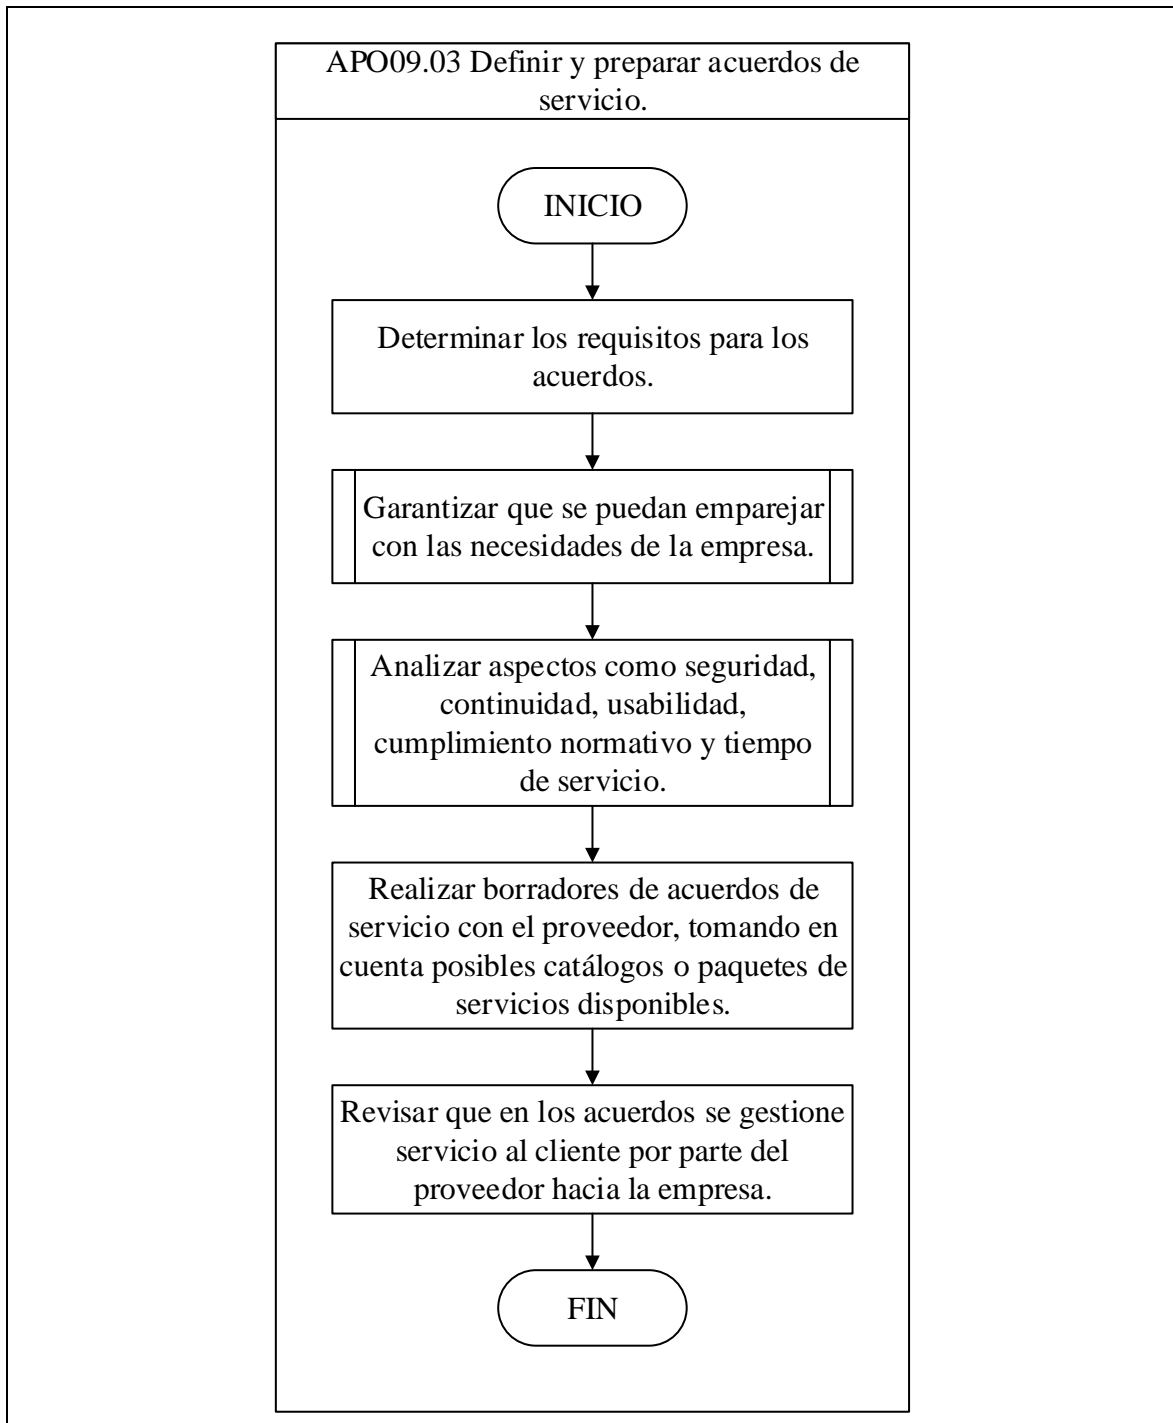 APO09.03 Definir y preparar acuerdos de
servicio.
INICIO
Determinar los requisitos para los
acuerdos.
Garantizar que se puedan emparejar
con las necesidades de la empresa.
Analizar aspectos como seguridad,
continuidad, usabilidad,
cumplimiento normativo y tiempo
de servicio.
Realizar borradores de acuerdos de
servicio con el proveedor, tomando en
cuenta posibles catálogos o paquetes de
servicios disponibles.
Revisar que en los acuerdos se gestione
servicio al cliente por parte del
proveedor hacia la empresa.
FIN